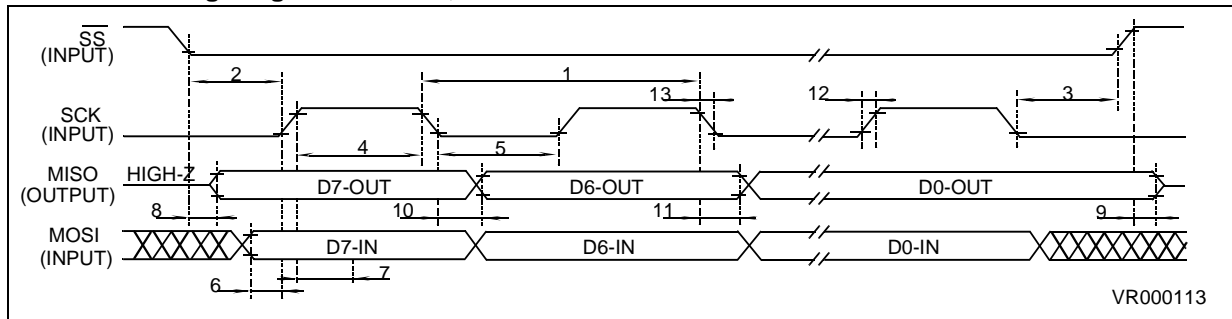 SS
(INPUT)
2
1
13
12
3
SCK
(INPUT)
4
5
MISO
(OUTPUT)
HIGH-Z
D7-OUT
D6-OUT
D0-OUT
8
10
11
9
MOSI
(INPUT)
D7-IN
D6-IN
D0-IN
7
6
VR000113